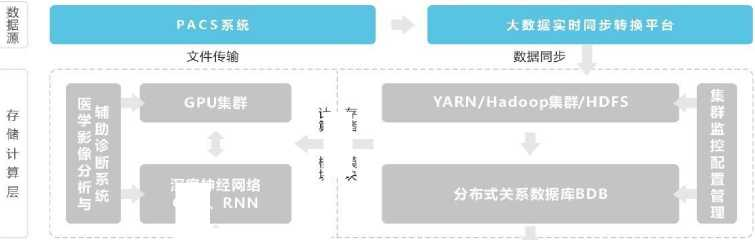 数据源
PACS系统
大数据实时同步转换平台
文件传输
数据同步
存储计算层
医学影像分析与
辅助诊断系统
GPU集群
神经网络
、RNN
YARN/Hadoop集群/HDFS
分布式关系数据库BDB
集群监控配置管理